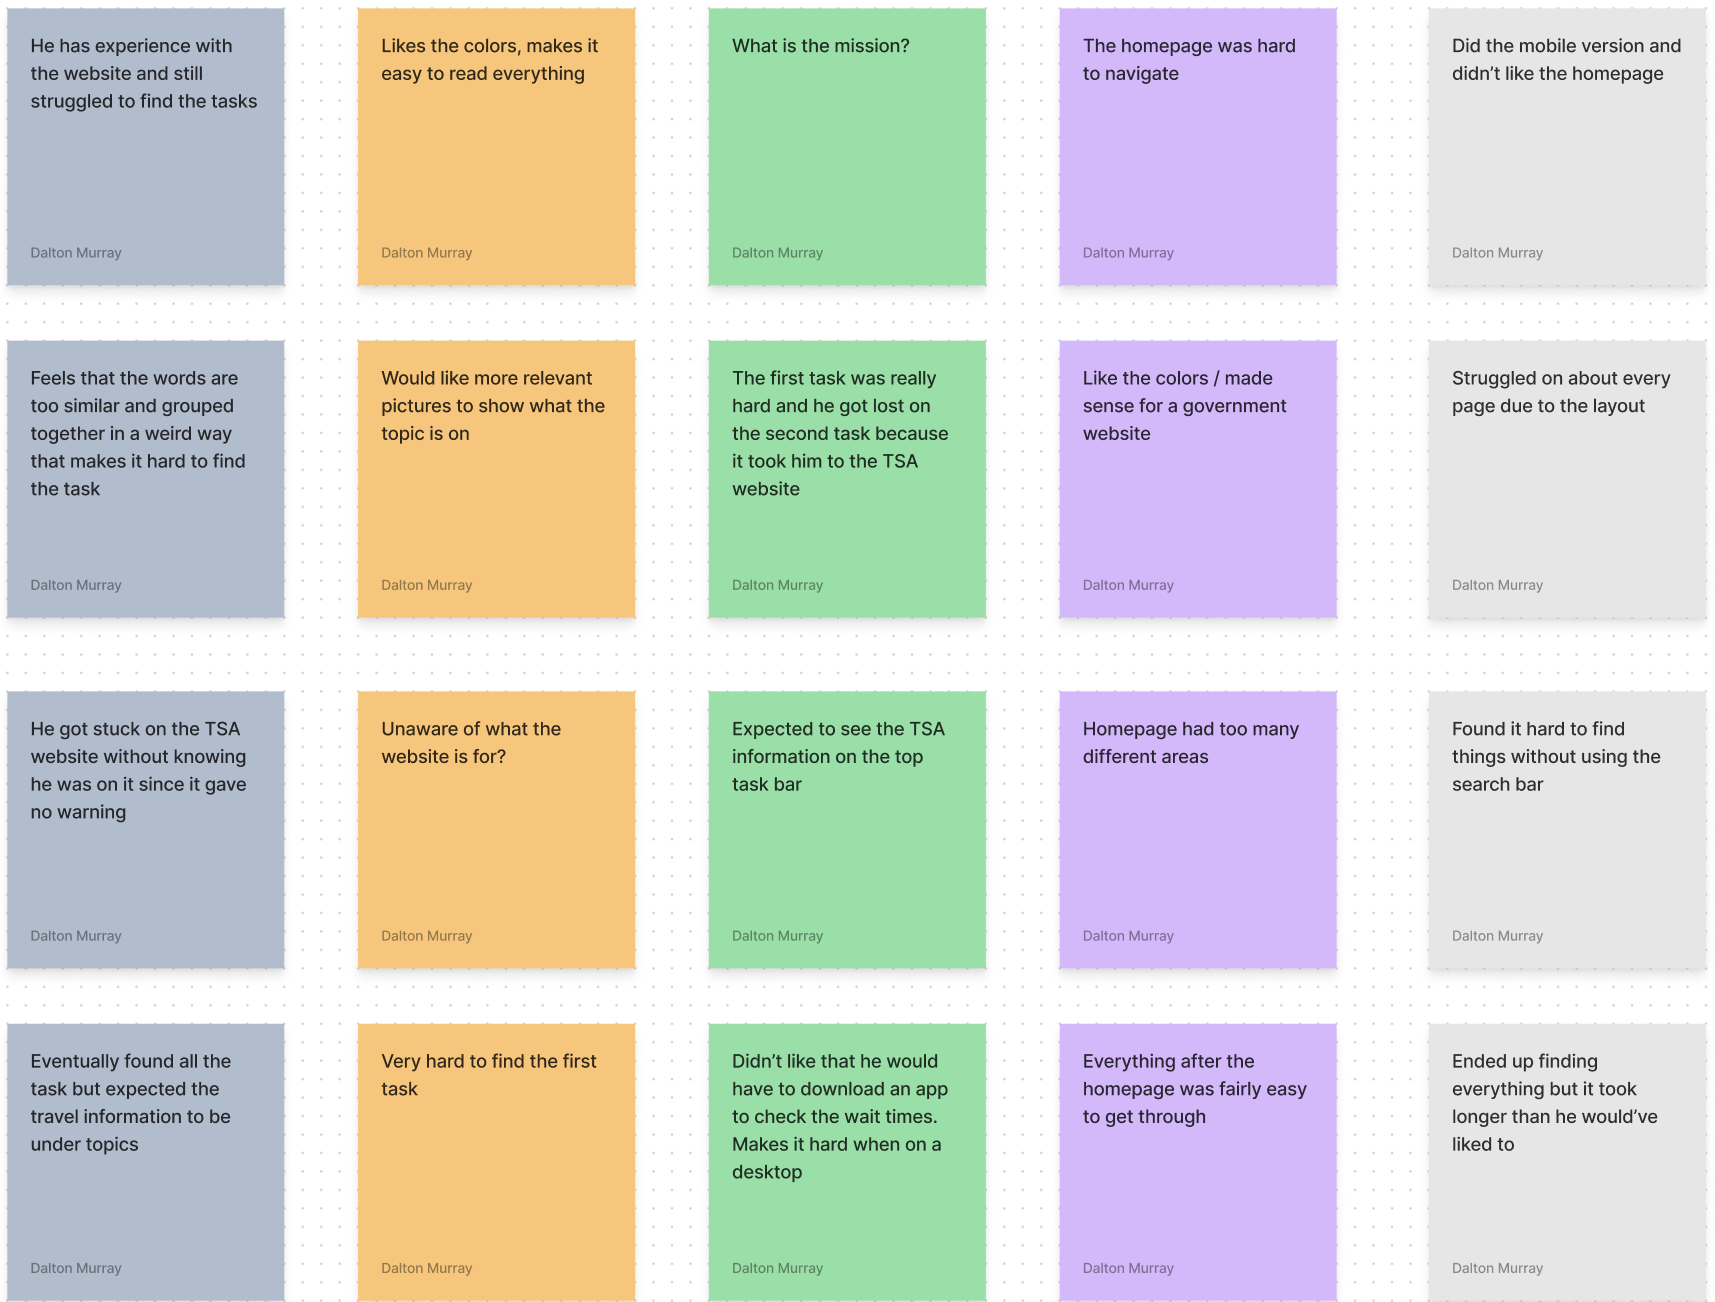 He has experience with
the website and still
struggled to find the tasks
Dalton Murray
Likes the colors, makes it
easy to read everything
Dalton Murray
What is the mission?
Dalton Murray
The homepage was hard
to navigate
Dalton Murray
Did the mobile version and
didn’t like the homepage
Dalton Murray
Feels that the words are
too similar and grouped
together in a weird way
that makes it hard to find
the task
Dalton Murray
Would like more relevant
pictures to show what the
topic is on
Dalton Murray
The first task was really
hard and he got lost on
the second task because
it took him to the TSA
website
Dalton Murray
Like the colors / made
sense for a government
website
Dalton Murray
Struggled on about every
page due to the layout
Dalton Murray
He got stuck on the TSA
website without knowing
he was on it since it gave
no warning
Dalton Murray
Unaware of what the
website is for?
Dalton Murray
Expected to see the TSA
information on the top
task bar
Dalton Murray
Homepage had too many
different areas
Dalton Murray
Found it hard to find
things without using the
search bar
Dalton Murray
Eventually found all the
task but expected the
travel information to be
under topics
Dalton Murray
Very hard to find the first
task
Dalton Murray
Didn’t like that he would
have to download an app
to check the wait times.
Makes it hard when on a
desktop
Dalton Murray
Everything after the
homepage was fairly easy
to get through
Dalton Murray
Ended up finding
everything but it took
longer than he would’ve
liked to
Dalton Murray